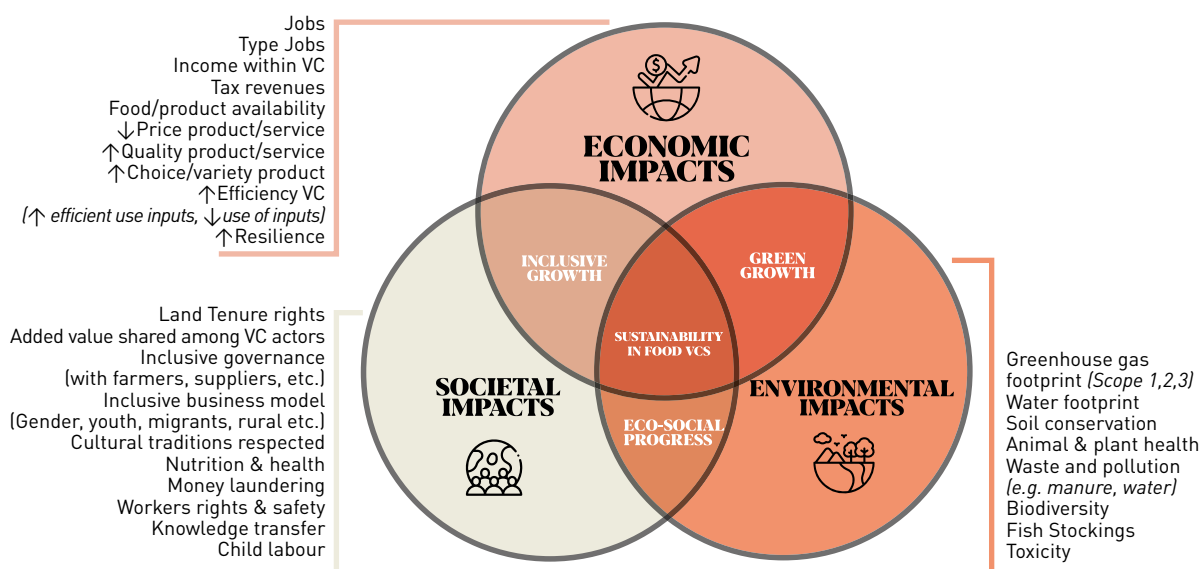 Jobs
Type Jobs
Income within VC
Tax revenues
Food/product availability
↓Price product/service
↑Quality product/service
↑Choice/variety product
↑Efficiency VC
(↑ efficient use inputs, ↓use of inputs)
↑Resilience
$
ECONOMIC
IMPACTS
INCLUSIVE
GROWTH
GREEN
GROWTH
SUSTAINABILITY
IN FOOD VCS
Land Tenure rights
Added value shared among VC actors
Inclusive governance
(with farmers, suppliers, etc.)
Inclusive business model
(Gender, youth, migrants, rural etc.)
Cultural traditions respected
Nutrition & health
Money laundering
Workers rights & safety
Knowledge transfer
Child labour
SOCIETAL
IMPACTS
ECO-SOCIAL
PROGRESS
ENVIRONMENTAL
IMPACTS
Greenhouse gas
footprint (Scope 1,2,3)
Water footprint
Soil conservation
Animal & plant health
Waste and pollution
(e.g. manure, water)
Biodiversity
Fish Stockings
Toxicity